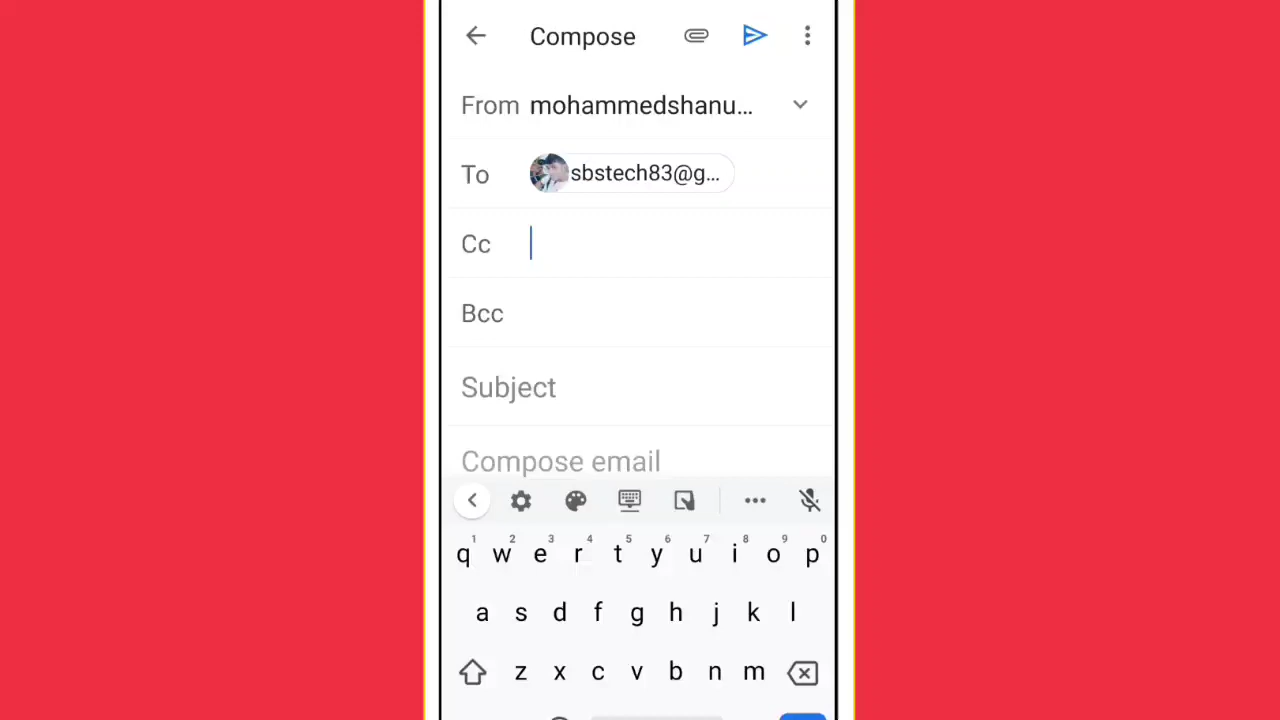 Compose
From mohammedshanu...
To sbstech83@g...
Cc
Bcc
Subject
Compose email
1 2 3 4 5 6 7 8 9 0
q w e r t y u i o p
a s d f g h j k l
z x c v b n m